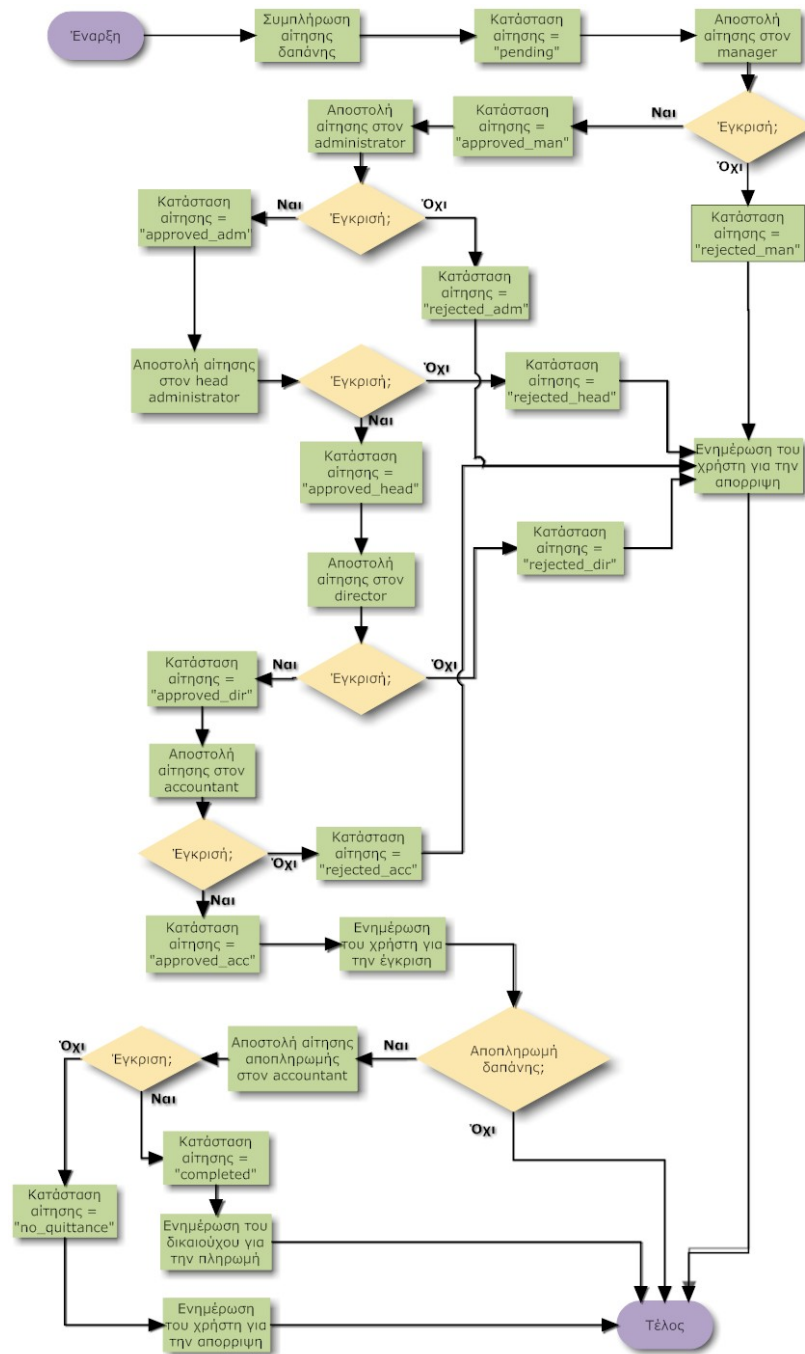 Έναρξη
Συμπλήρωση
αίτησης
δαπάνης
Κατάσταση
αίτησης =
"pending"
Αποστολή
αίτησης στον
manager
Έγκρισή;
Ναι
Όχι
Κατάσταση
αίτησης =
"approved_man"
Αποστολή
αίτησης στον
administrator
Κατάσταση
αίτησης =
"rejected_man"
Έγκρισή;
Ναι
Όχι
Κατάσταση
αίτησης =
"approved_adm"
Κατάσταση
αίτησης =
"rejected_adm"
Αποστολή αίτησης
στον head
administrator
Έγκρισή;
Όχι
Ναι
Κατάσταση
αίτησης =
"rejected_head"
Κατάσταση
αίτησης =
"approved_head"
Ενημέρωση του
χρήστη για την
απορριψη
Αποστολή
αίτησης στον
director
Κατάσταση
αίτησης =
"rejected_dir"
Έγκρισή;
Ναι
Όχι
Κατάσταση
αίτησης =
"approved_dir"
Αποστολή
αίτησης στον
accountant
Έγκρισή;
Όχι
Ναι
Κατάσταση
αίτησης =
"rejected_acc"
Κατάσταση
αίτησης =
"approved_acc"
Ενημέρωση
του χρήστη για
την έγκριση
Αποπληρωμή
δαπάνης;
Ναι
Όχι
Αποστολή αίτησης
αποπληρωμής
στον accountant
Έγκριση;
Όχι
Ναι
Κατάσταση
αίτησης =
"completed"
Κατάσταση
αίτησης =
"no_quittance"
Ενημέρωση του
δικαιούχου για
την πληρωμή
Ενημέρωση
του χρήστη για
την απορριψη
Τέλος